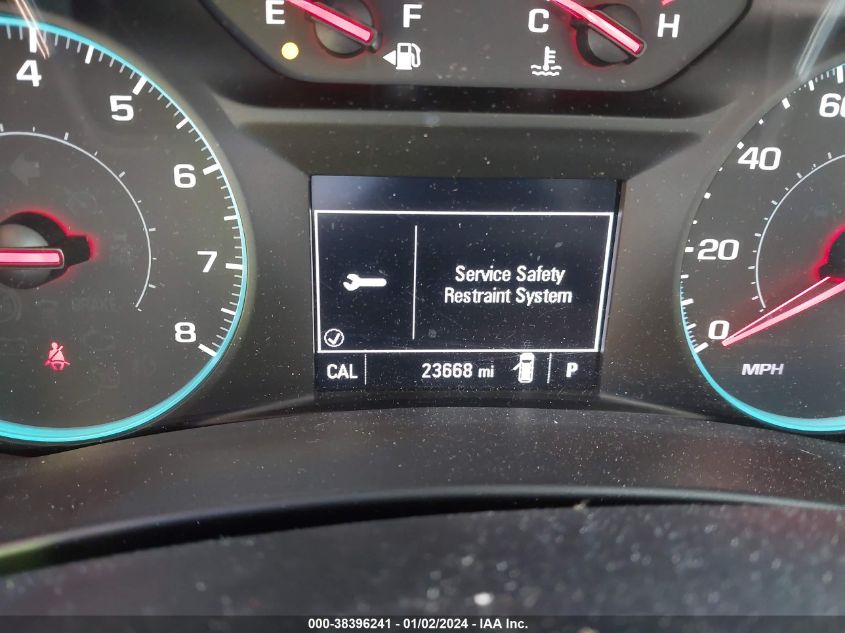 E F C H
4 5 6 7 8
60 40 20 0
MPH
Service Safety
Restraint System
CAL 23668 mi P
000-38396241 - 01/02/2024 - IAA Inc.